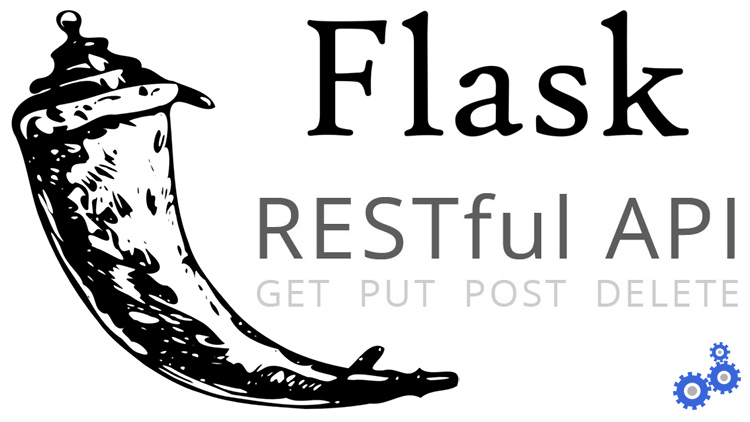 Flask
RESTful API
GET PUT POST DELETE